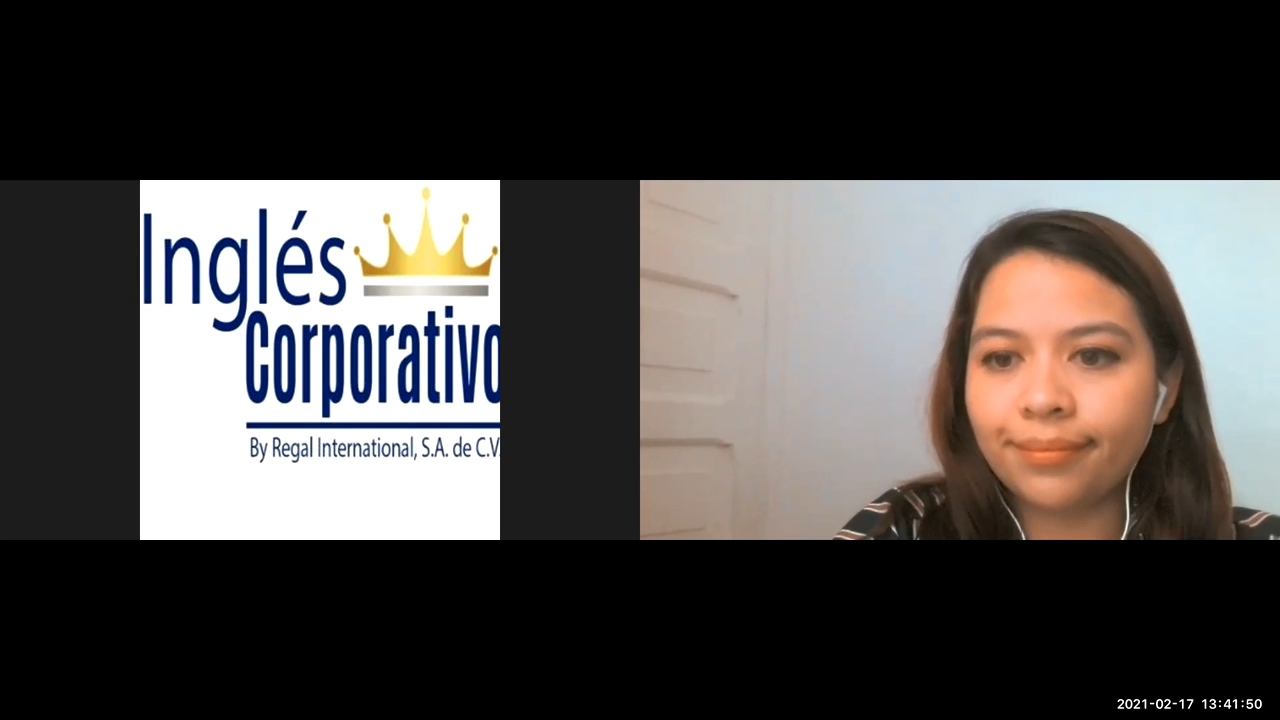 Inglés
Corporativo
By Regal International, S.A. de C.V.
2021-02-17 13:41:50